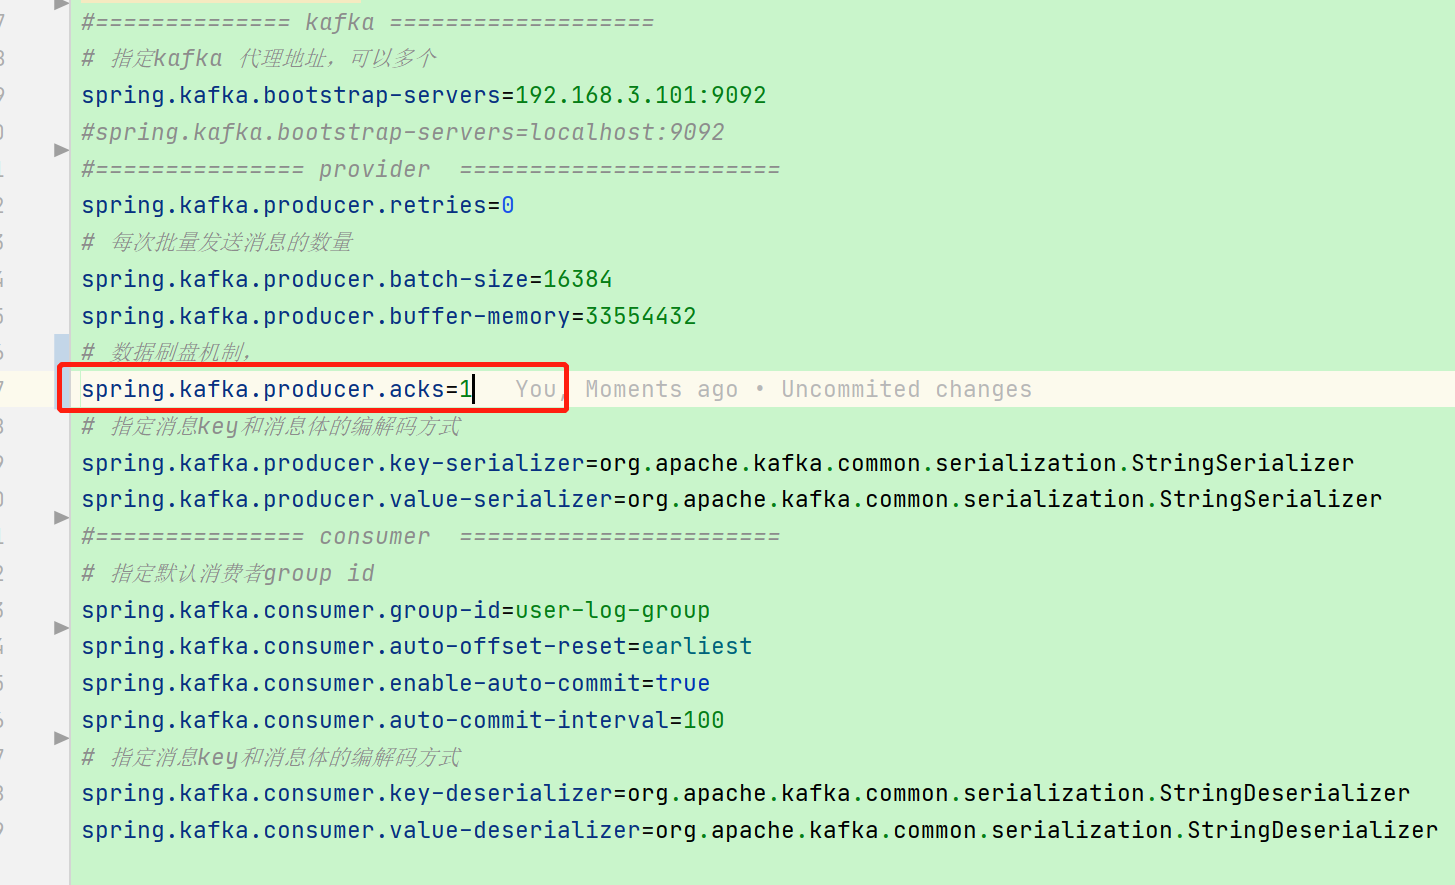 #============== kafka ===================
# 指定kafka 代理地址，可以多个
spring.kafka.bootstrap-servers=192.168.3.101:9092
#spring.kafka.bootstrap-servers=localhost:9092
#=============== provider  =======================
spring.kafka.producer.retries=0
# 每次批量发送消息的数量
spring.kafka.producer.batch-size=16384
spring.kafka.producer.buffer-memory=33554432
# 数据刷盘机制，
spring.kafka.producer.acks=1 You, Moments ago • Uncommited changes
# 指定消息key和消息体的编解码方式
spring.kafka.producer.key-serializer=org.apache.kafka.common.serialization.StringSerializer
spring.kafka.producer.value-serializer=org.apache.kafka.common.serialization.StringSerializer
#=============== consumer  =======================
# 指定默认消费者group id
spring.kafka.consumer.group-id=user-log-group
spring.kafka.consumer.auto-offset-reset=earliest
spring.kafka.consumer.enable-auto-commit=true
spring.kafka.consumer.auto-commit-interval=100
# 指定消息key和消息体的编解码方式
spring.kafka.consumer.key-deserializer=org.apache.kafka.common.serialization.StringDeserializer
spring.kafka.consumer.value-deserializer=org.apache.kafka.common.serialization.StringDeserializer